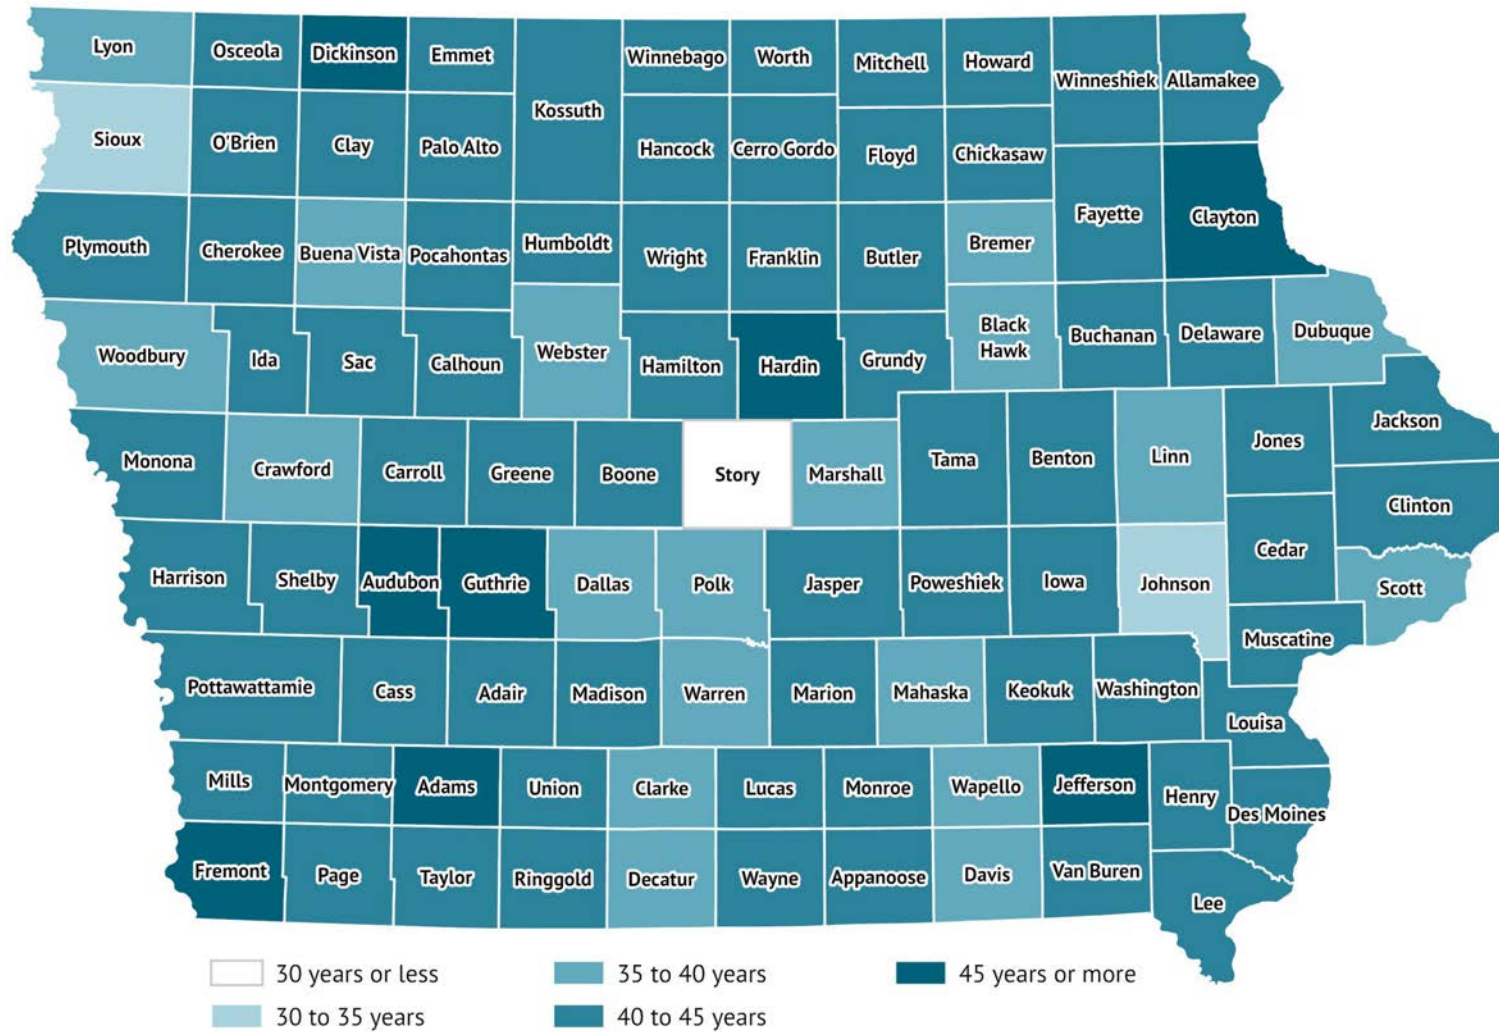 Lyon
Osceola
Dickinson
Emmet
Kossuth
Winnebago
Worth
Mitchell
Howard
Winneshiek
Allamakee
Sioux
O'Brien
Clay
Palo Alto
Hancock
Cerro Gordo
Floyd
Chickasaw
Fayette
Clayton
Plymouth
Cherokee
Buena Vista
Pocahontas
Humboldt
Wright
Franklin
Butler
Bremer
Woodbury
Ida
Sac
Calhoun
Webster
Hamilton
Hardin
Grundy
Black
Hawk
Buchanan
Delaware
Dubuque
Monona
Crawford
Carroll
Greene
Boone
Story
Marshall
Tama
Benton
Linn
Jones
Jackson
Clinton
Harrison
Shelby
Audubon
Guthrie
Dallas
Polk
Jasper
Poweshiek
Iowa
Johnson
Cedar
Scott
Muscatine
Pottawattamie
Cass
Adair
Madison
Warren
Marion
Mahaska
Keokuk
Washington
Louisa
Mills
Montgomery
Adams
Union
Clarke
Lucas
Monroe
Wapello
Jefferson
Henry
Des Moines
Fremont
Page
Taylor
Ringgold
Decatur
Wayne
Appanoose
Davis
Van Buren
Lee
30 years or less
30 to 35 years
35 to 40 years
40 to 45 years
45 years or more